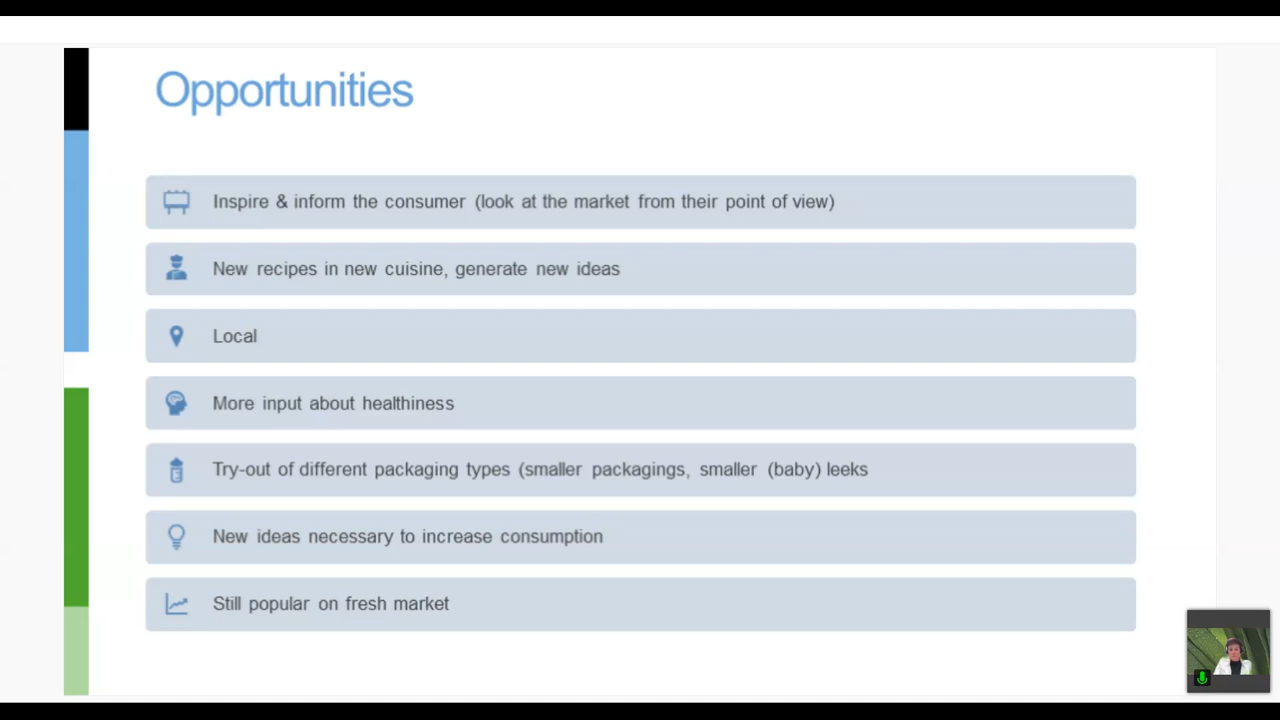 Opportunities
Inspire & inform the consumer (look at the market from their point of view)
New recipes in new cuisine, generate new ideas
Local
More input about healthiness
Try-out of different packaging types (smaller packagings, smaller (baby) leeks
New ideas necessary to increase consumption
Still popular on fresh market